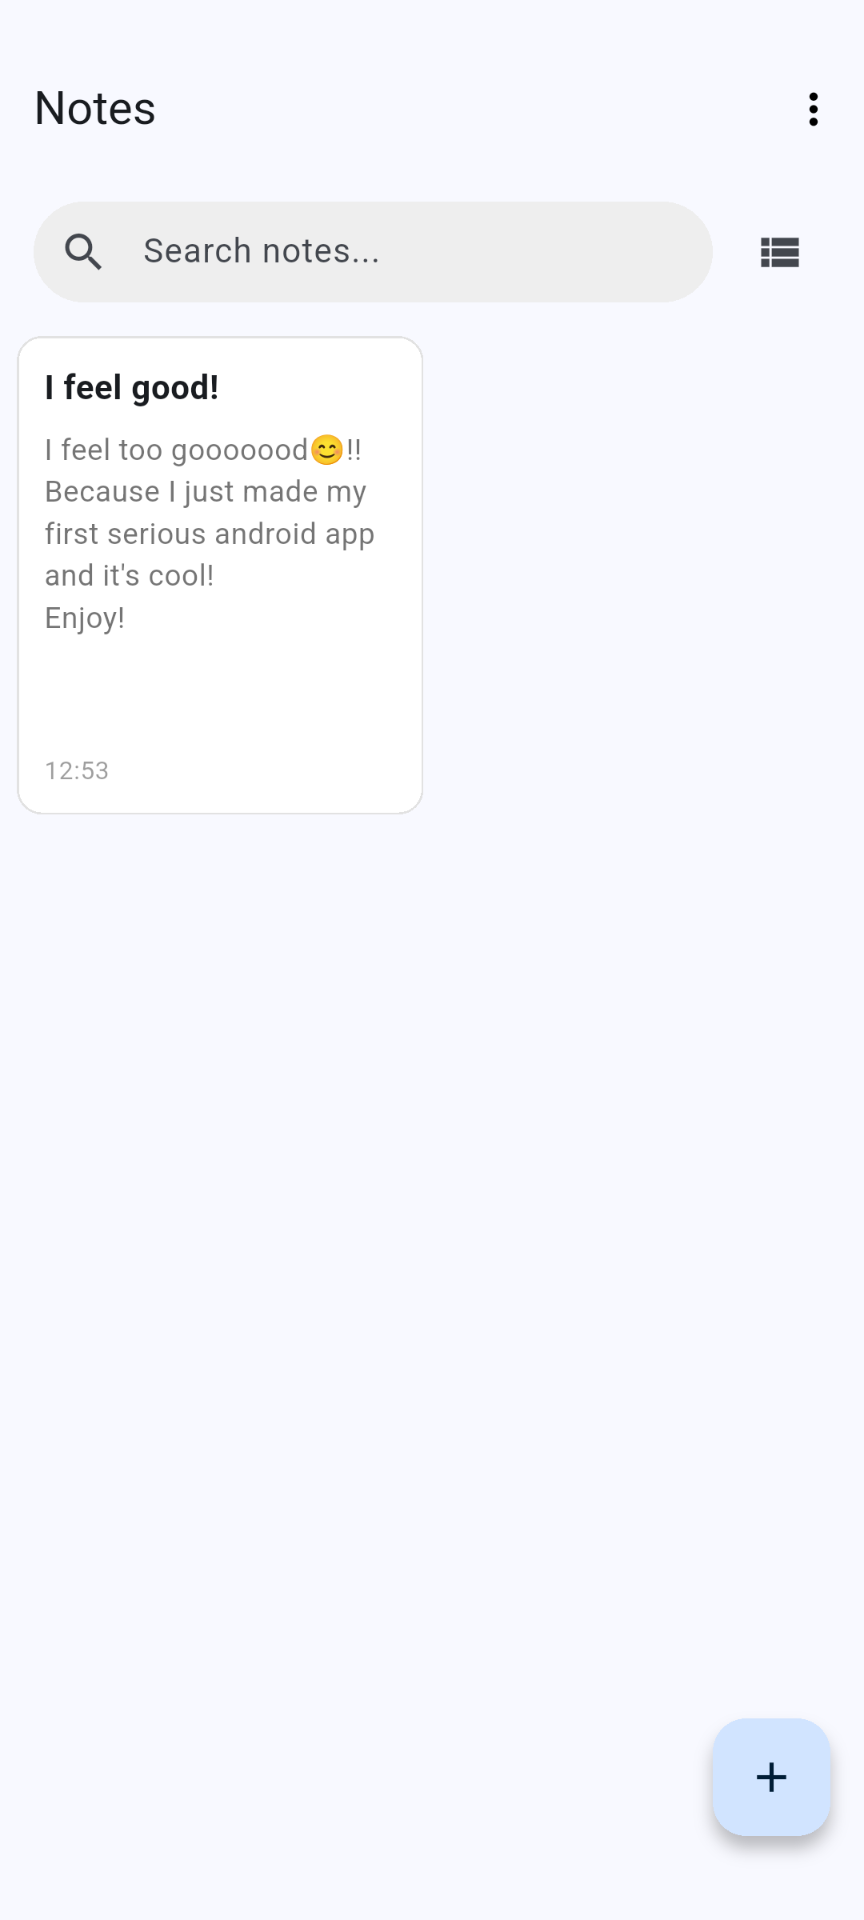 Notes
Search notes...
I feel good!
I feel too gooooood😊!!
Because I just made my
first serious android app
and it's cool!
Enjoy!
12:53